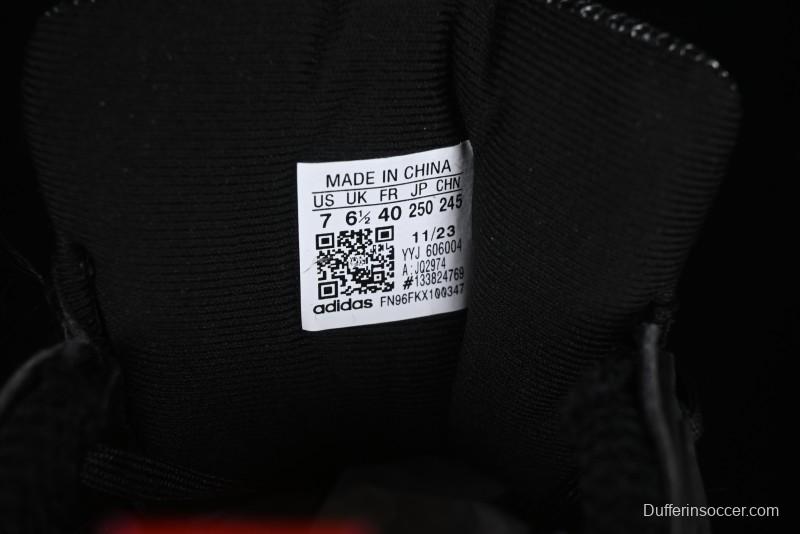 MADE IN CHINA
US UK FR JP CHN
7 6½ 40 250 245
11/23
YYJ 606004
A:JQ2974
#133824769
adidas FN96FKX100347
Dufferinsoccer.com